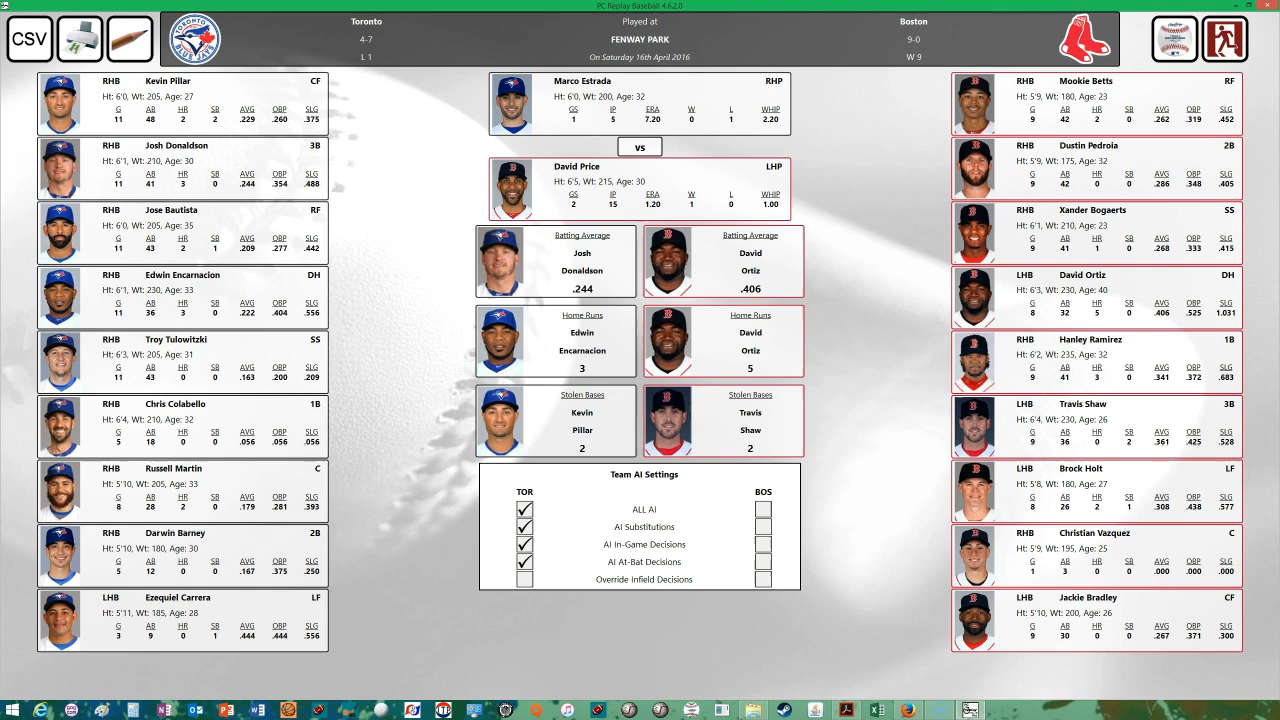 PC Replay Baseball 4.6.2.0
CSV
TORONTO
BLUE JAYS
Toronto Played at Boston
4-7 FENWAY PARK 9-0
L 1 On Saturday 16th April 2016 W 9
RHB Kevin Pillar CF
Ht: 6'0, Wt: 205, Age: 27
G AB HR SB AVG OBP SLG
11 48 2 2 .229 .260 .375
RHB Josh Donaldson 3B
Ht: 6'1, Wt: 210, Age: 30
G AB HR SB AVG OBP SLG
11 41 3 0 .244 .354 .488
RHB Jose Bautista RF
Ht: 6'0, Wt: 205, Age: 35
G AB HR SB AVG OBP SLG
11 43 2 1 .209 .277 .442
RHB Edwin Encarnacion DH
Ht: 6'1, Wt: 230, Age: 33
G AB HR SB AVG OBP SLG
11 36 3 0 .222 .404 .556
RHB Troy Tulowitzki SS
Ht: 6'3, Wt: 205, Age: 31
G AB HR SB AVG OBP SLG
11 43 0 0 .163 .200 .209
RHB Chris Colabello 1B
Ht: 6'4, Wt: 210, Age: 32
G AB HR SB AVG OBP SLG
5 18 0 0 .056 .056 .056
RHB Russell Martin C
Ht: 5'10, Wt: 205, Age: 33
G AB HR SB AVG OBP SLG
8 28 2 0 .179 .281 .393
RHB Darwin Barney 2B
Ht: 5'10, Wt: 180, Age: 30
G AB HR SB AVG OBP SLG
5 12 0 0 .167 .375 .250
LHB Ezequiel Carrera LF
Ht: 5'11, Wt: 185, Age: 28
G AB HR SB AVG OBP SLG
3 9 0 1 .444 .444 .556
Marco Estrada RHP
Ht: 6'0, Wt: 200, Age: 32
GS IP ERA W L WHIP
1 5 7.20 0 1 2.20
vs
David Price LHP
Ht: 6'5, Wt: 215, Age: 30
GS IP ERA W L WHIP
2 15 1.20 1 0 1.00
Batting Average
Josh
Donaldson
.244
Batting Average
David
Ortiz
.406
Home Runs
Edwin
Encarnacion
3
Home Runs
David
Ortiz
5
Stolen Bases
Kevin
Pillar
2
Stolen Bases
Travis
Shaw
2
Team AI Settings
TOR BOS
ALL AI
AI Substitutions
AI In-Game Decisions
AI At-Bat Decisions
Override Infield Decisions
RHB Mookie Betts RF
Ht: 5'9, Wt: 180, Age: 23
G AB HR SB AVG OBP SLG
9 42 2 0 .262 .319 .452
RHB Dustin Pedroia 2B
Ht: 5'9, Wt: 175, Age: 32
G AB HR SB AVG OBP SLG
9 42 0 0 .286 .348 .405
RHB Xander Bogaerts SS
Ht: 6'1, Wt: 210, Age: 23
G AB HR SB AVG OBP SLG
9 41 1 0 .268 .333 .415
LHB David Ortiz DH
Ht: 6'3, Wt: 230, Age: 40
G AB HR SB AVG OBP SLG
8 32 5 0 .406 .525 1.031
RHB Hanley Ramirez 1B
Ht: 6'2, Wt: 235, Age: 32
G AB HR SB AVG OBP SLG
9 41 3 0 .341 .372 .683
LHB Travis Shaw 3B
Ht: 6'4, Wt: 230, Age: 26
G AB HR SB AVG OBP SLG
9 36 0 2 .361 .425 .528
LHB Brock Holt LF
Ht: 5'8, Wt: 180, Age: 27
G AB HR SB AVG OBP SLG
8 26 2 1 .308 .438 .577
RHB Christian Vazquez C
Ht: 5'9, Wt: 195, Age: 25
G AB HR SB AVG OBP SLG
1 3 0 0 .000 .000 .000
LHB Jackie Bradley CF
Ht: 5'10, Wt: 200, Age: 26
G AB HR SB AVG OBP SLG
9 30 0 0 .267 .371 .300